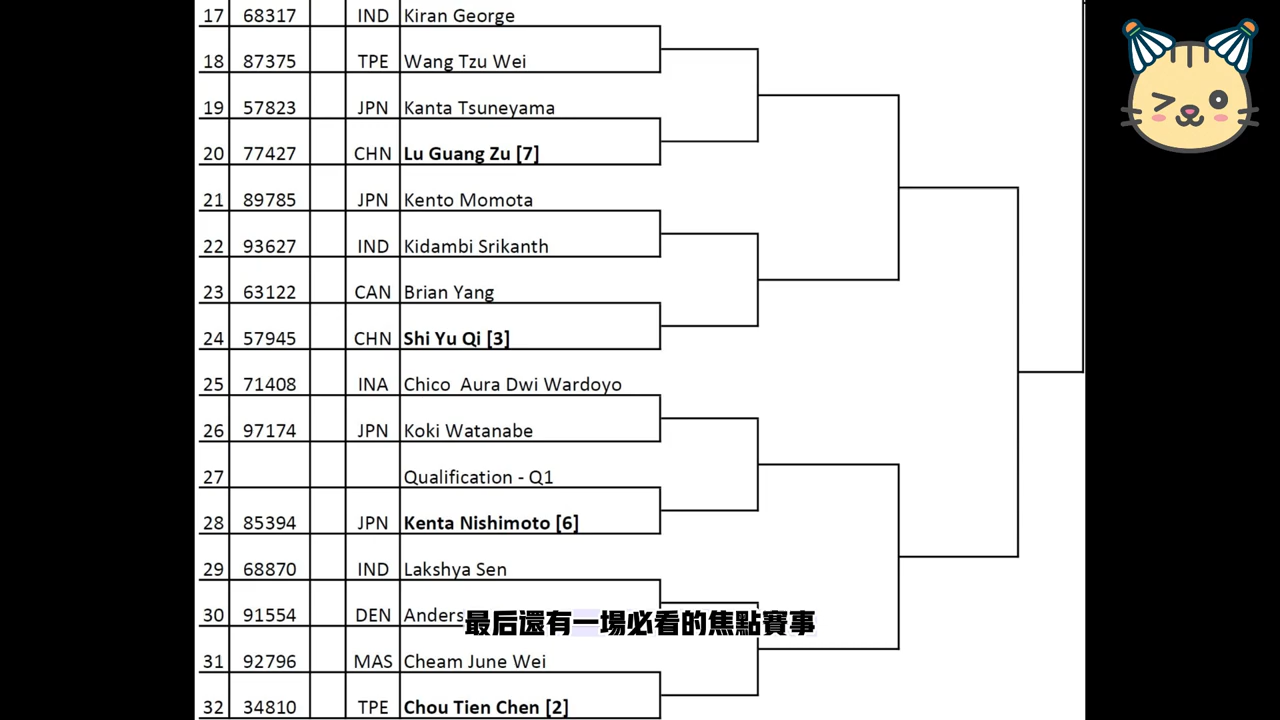 17 68317 IND Kiran George
18 87375 TPE Wang Tzu Wei
19 57823 JPN Kanta Tsuneyama
20 77427 CHN Lu Guang Zu [7]
21 89785 JPN Kento Momota
22 93627 IND Kidambi Srikanth
23 63122 CAN Brian Yang
24 57945 CHN Shi Yu Qi [3]
25 71408 INA Chico Aura Dwi Wardoyo
26 97174 JPN Koki Watanabe
27 Qualification - Q1
28 85394 JPN Kenta Nishimoto [6]
29 68870 IND Lakshya Sen
30 91554 DEN Anders
最后還有一場必看的焦點賽事
31 92796 MAS Cheam June Wei
32 34810 TPE Chou Tien Chen [2]